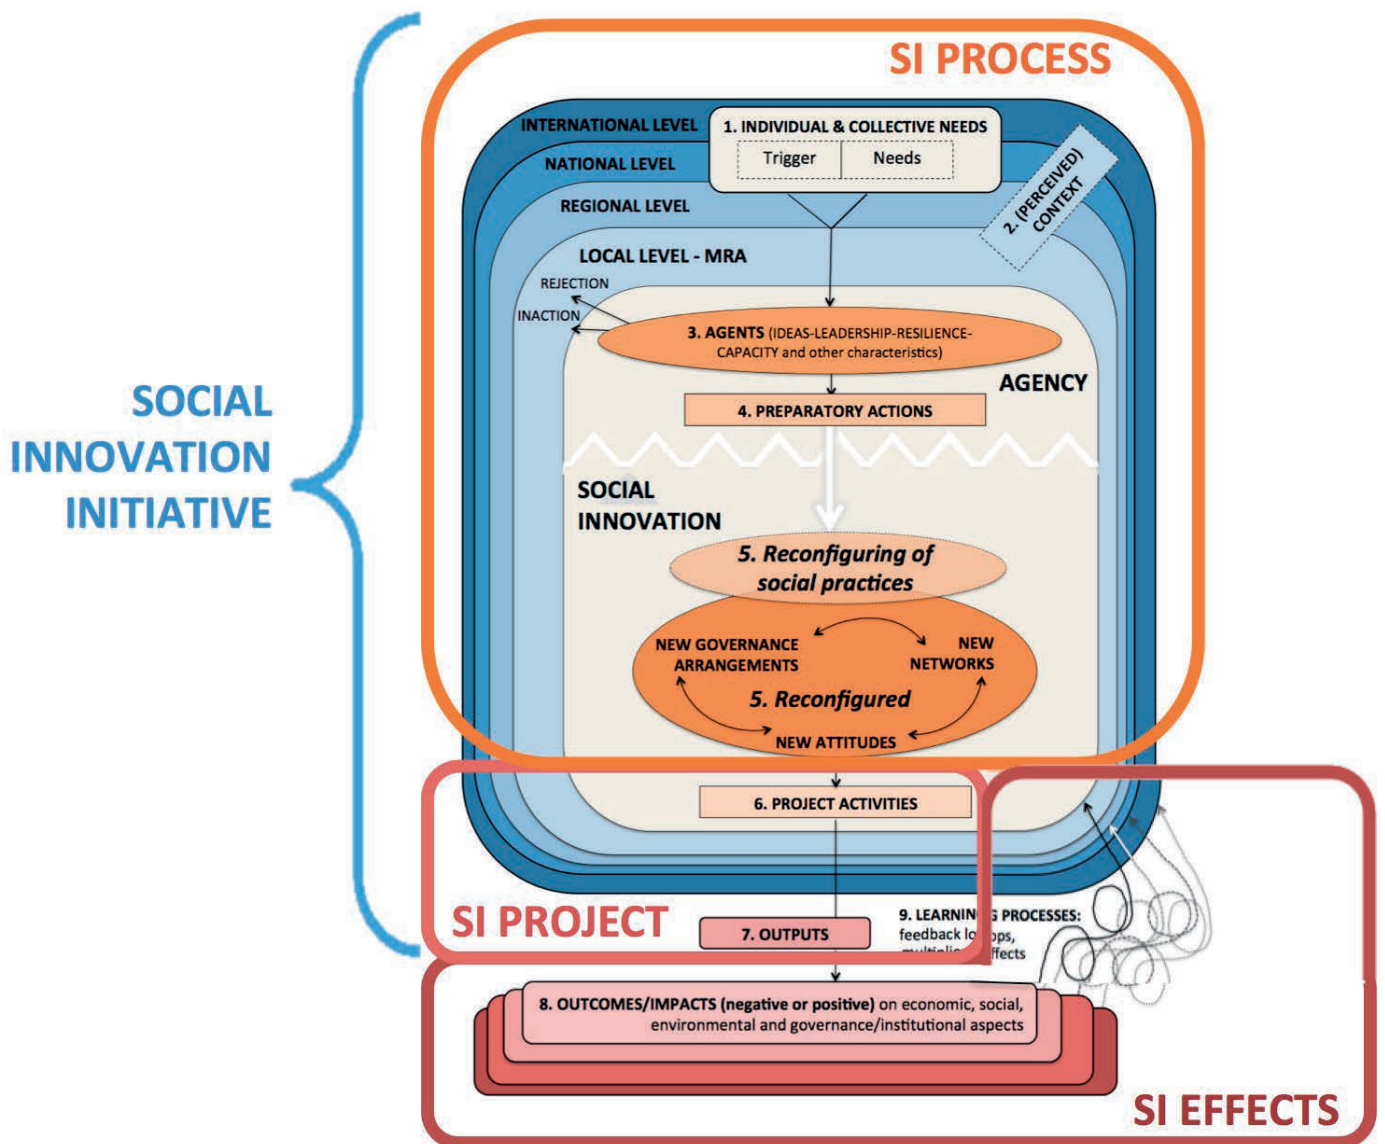 SI PROCESS
INTERNATIONAL LEVEL
1. INDIVIDUAL & COLLECTIVE NEEDS
Trigger
Needs
NATIONAL LEVEL
2. (PERCEIVED)
CONTEXT
REGIONAL LEVEL
LOCAL LEVEL - MRA
REJECTION
INACTION
3. AGENTS (IDEAS-LEADERSHIP-RESILIENCE-
CAPACITY and other characteristics)
AGENCY
4. PREPARATORY ACTIONS
SOCIAL
INNOVATION
INITIATIVE
SOCIAL
INNOVATION
5. Reconfiguring of
social practices
NEW GOVERNANCE
ARRANGEMENTS
NEW
NETWORKS
5. Reconfigured
NEW ATTITUDES
6. PROJECT ACTIVITIES
SI PROJECT
7. OUTPUTS
9. LEARNING PROCESSES:
feedback loops,
8. OUTCOMES/IMPACTS (negative or positive) on economic, social,
environmental and governance/institutional aspects
SI EFFECTS